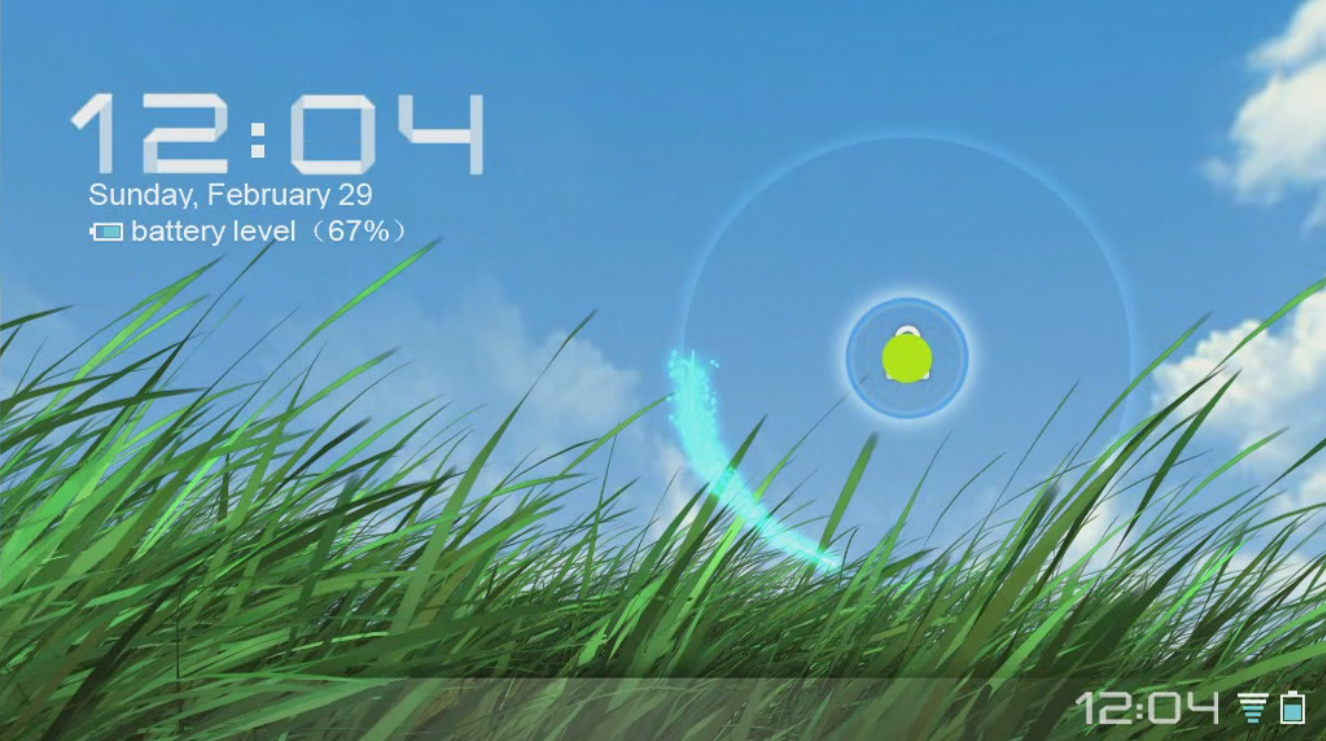 12:04
Sunday, February 29
battery level（67%）
12:04